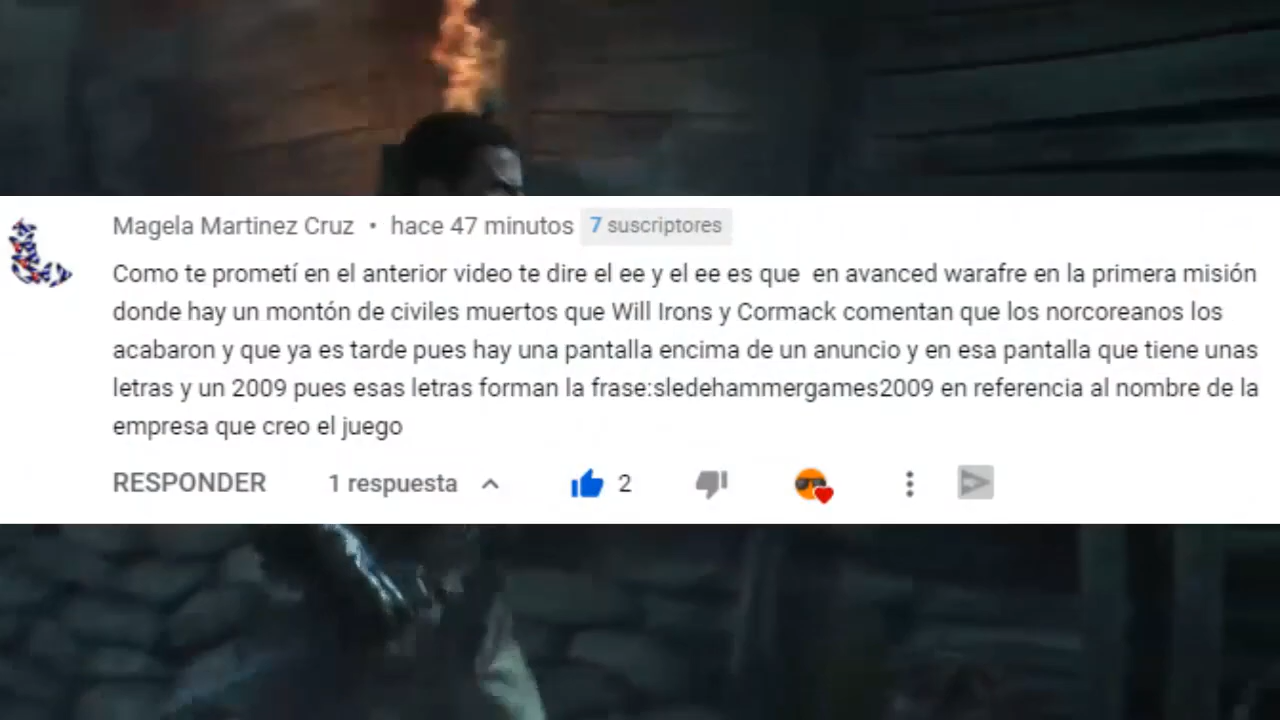 Magela Martinez Cruz • hace 47 minutos 7 suscriptores
Como te prometí en el anterior video te dire el ee y el ee es que en avanced warafre en la primera misión
donde hay un montón de civiles muertos que Will Irons y Cormack comentan que los norcoreanos los
acabaron y que ya es tarde pues hay una pantalla encima de un anuncio y en esa pantalla que tiene unas
letras y un 2009 pues esas letras forman la frase:sledehammergames2009 en referencia al nombre de la
empresa que creo el juego
RESPONDER 1 respuesta 2